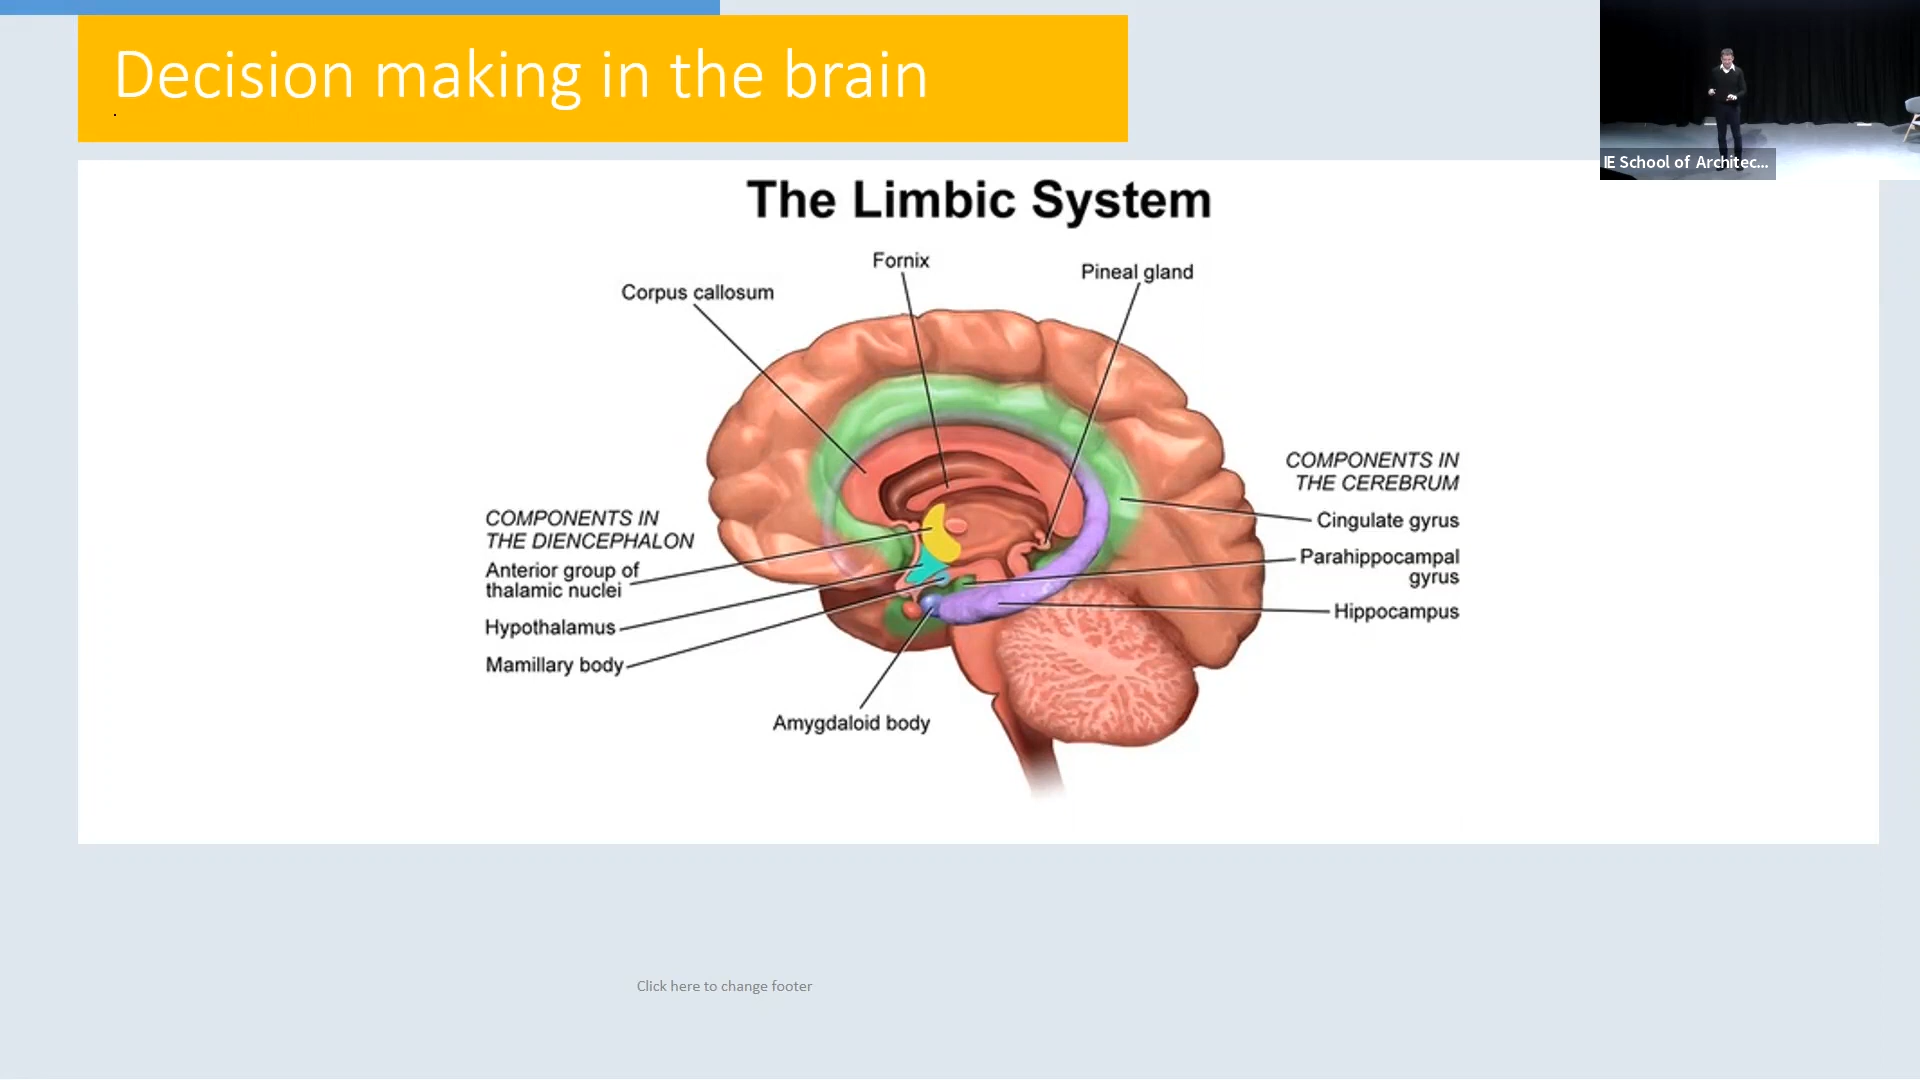 Decision making in the brain
.
IE School of Architec...
The Limbic System
Fornix
Pineal gland
Corpus callosum
COMPONENTS IN
THE CEREBRUM
Cingulate gyrus
Parahippocampal
gyrus
Hippocampus
COMPONENTS IN
THE DIENCEPHALON
Anterior group of
thalamic nuclei
Hypothalamus
Mamillary body
Amygdaloid body
Click here to change footer